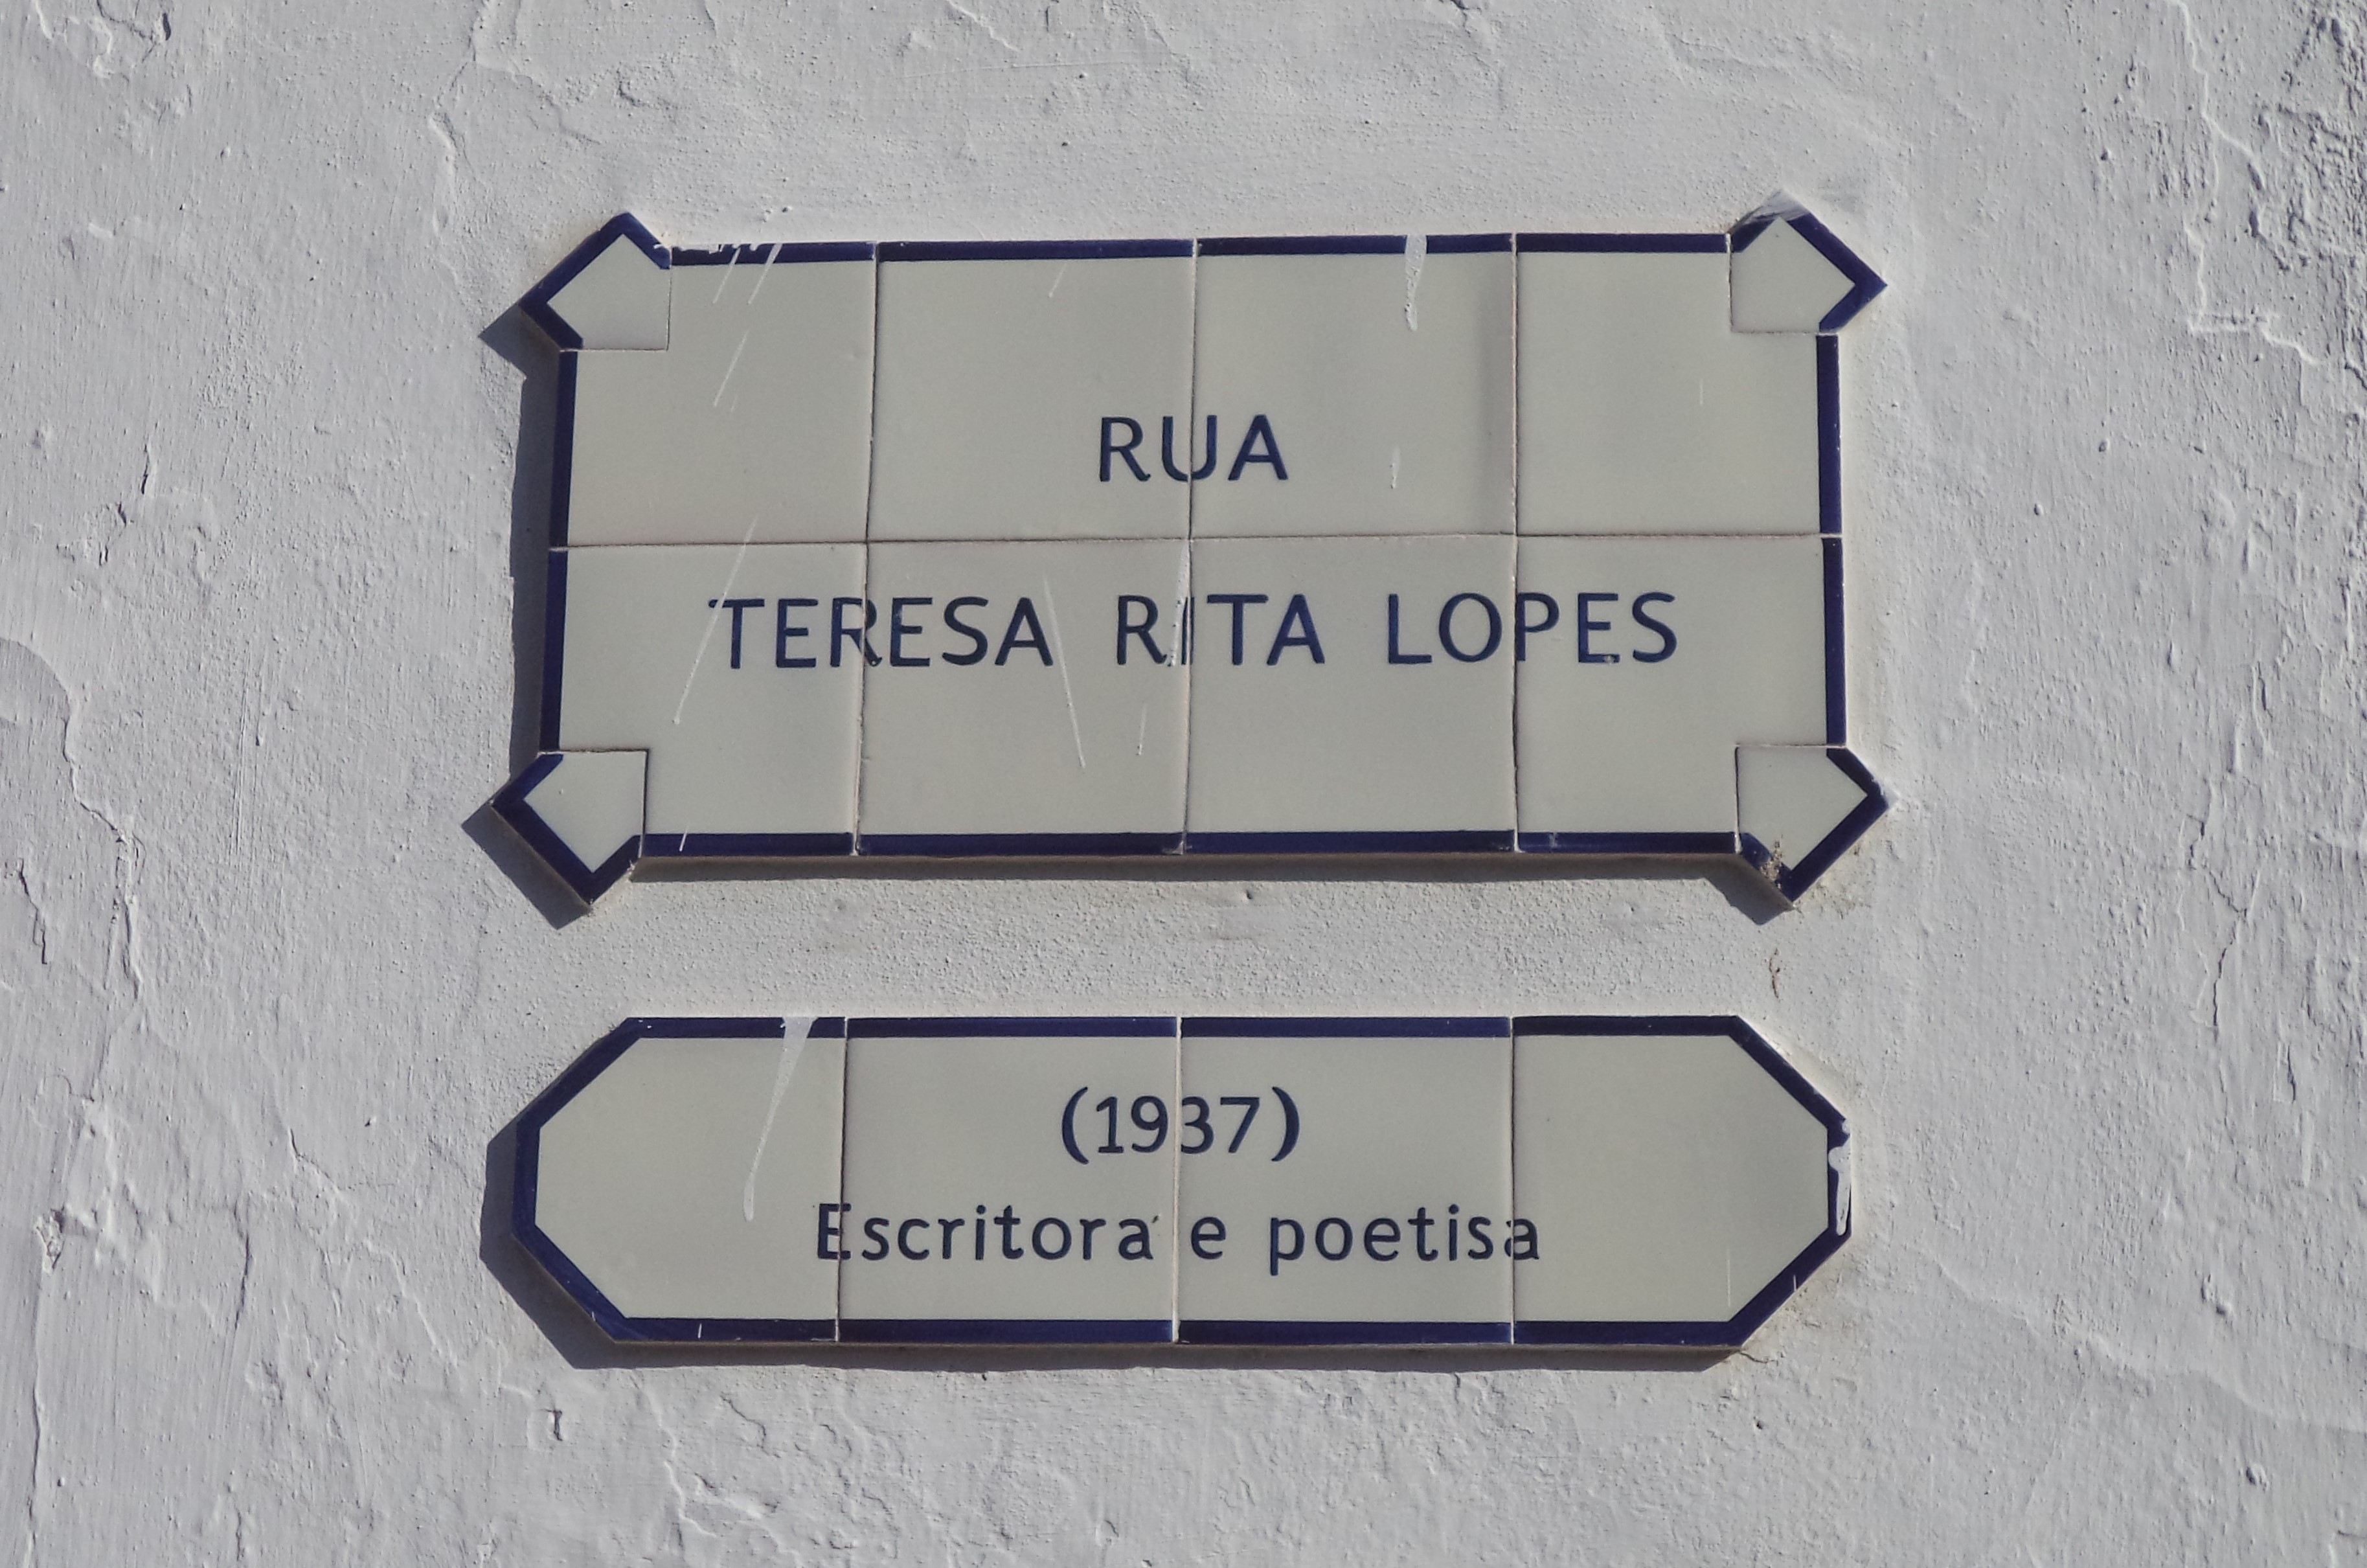 RUA
TERESA RITA LOPES
(1937)
Escritora e poetisa